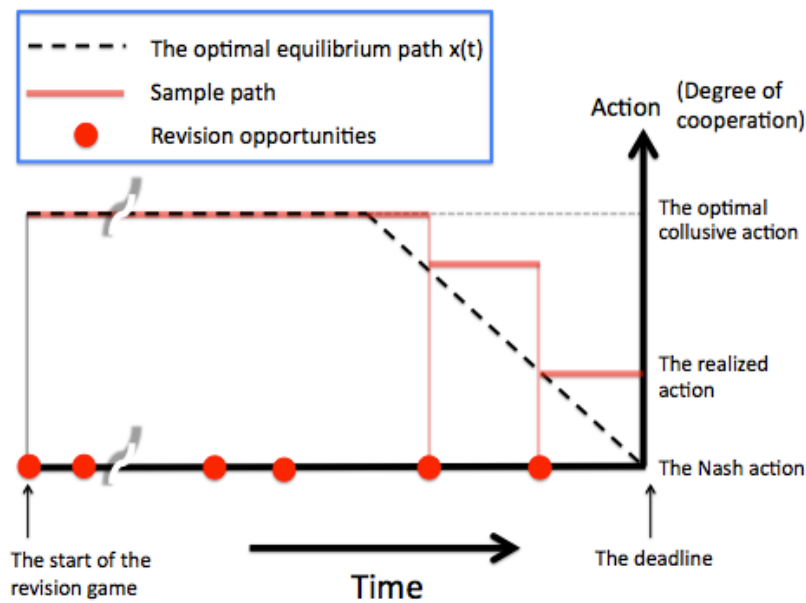 The optimal equilibrium path x(t)
Sample path
Revision opportunities
Action
(Degree of
cooperation)
The optimal
collusive action
The realized
action
The Nash action
The start of the
revision game
Time
The deadline